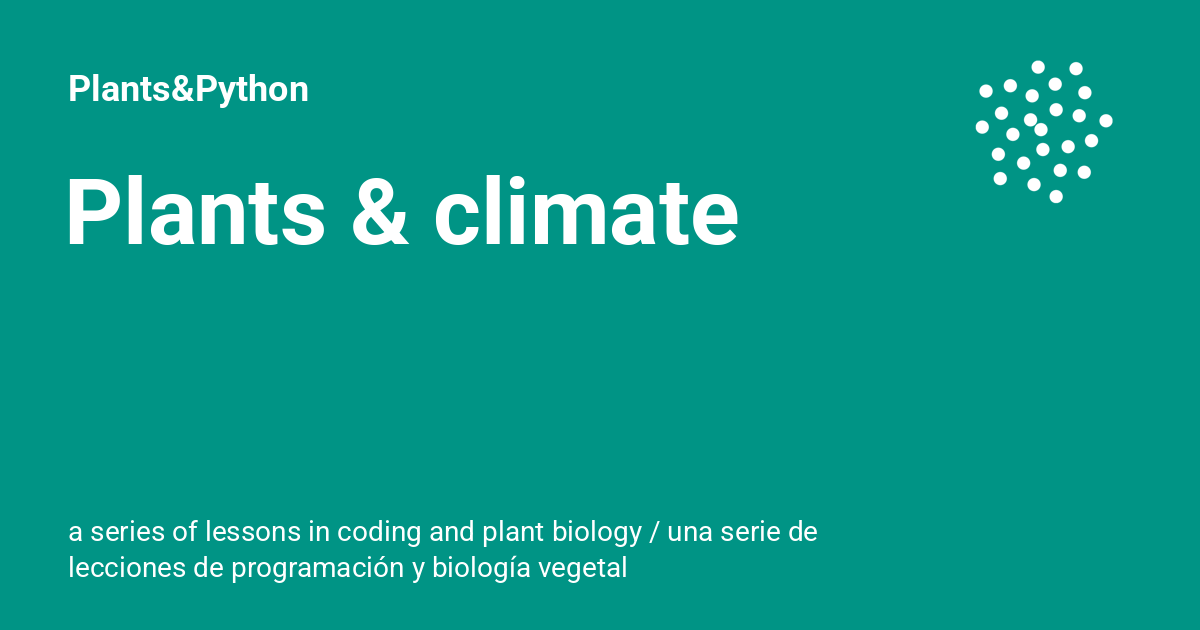 Plants&Python
Plants & climate
a series of lessons in coding and plant biology / una serie de
lecciones de programación y biología vegetal